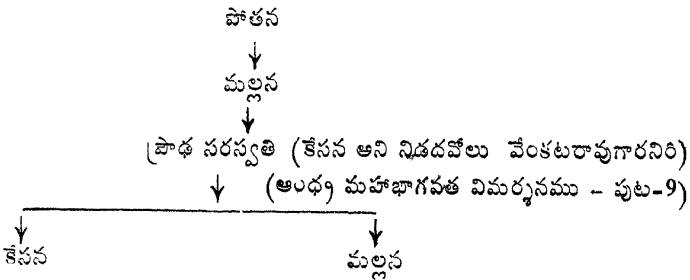 పోతన
మల్లన
ప్రౌఢ సరస్వతి (కేసన అని నిడదవోలు వేంకటరావుగారనిరి)
(ఆంధ్ర మహాభాగవత విమర్శనము - పుట-9)
కేసన మల్లన